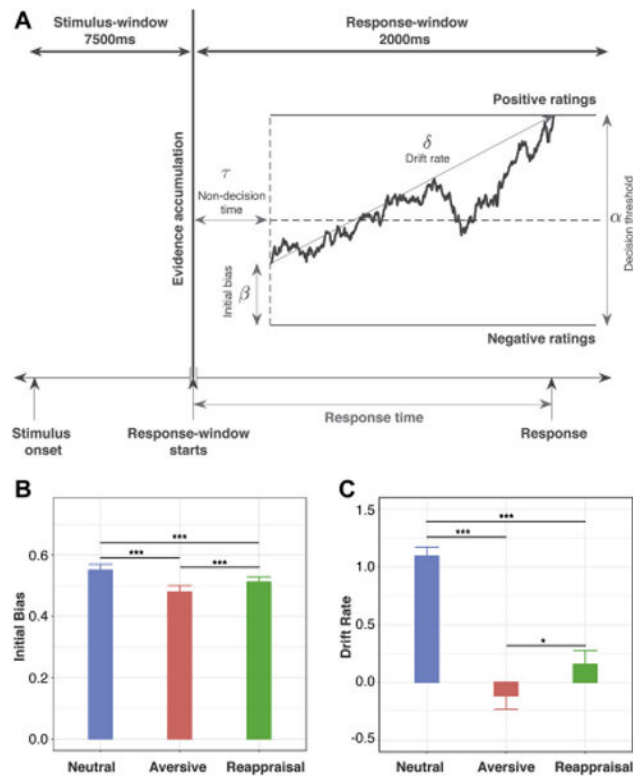 A
Stimulus-window
7500ms
Response-window
2000ms
Positive ratings
δ
Drift rate
τ
Non-decision
time
Evidence accumulation
α
Decision threshold
Initial bias
β
Negative ratings
Response time
Stimulus
onset
Response-window
starts
Response
B
***
***
***
0.6
0.4
0.2
0.0
Initial Bias
Neutral
Aversive
Reappraisal
C
1.5
***
***
1.0
0.5
*
0.0
-0.5
Drift Rate
Neutral
Aversive
Reappraisal